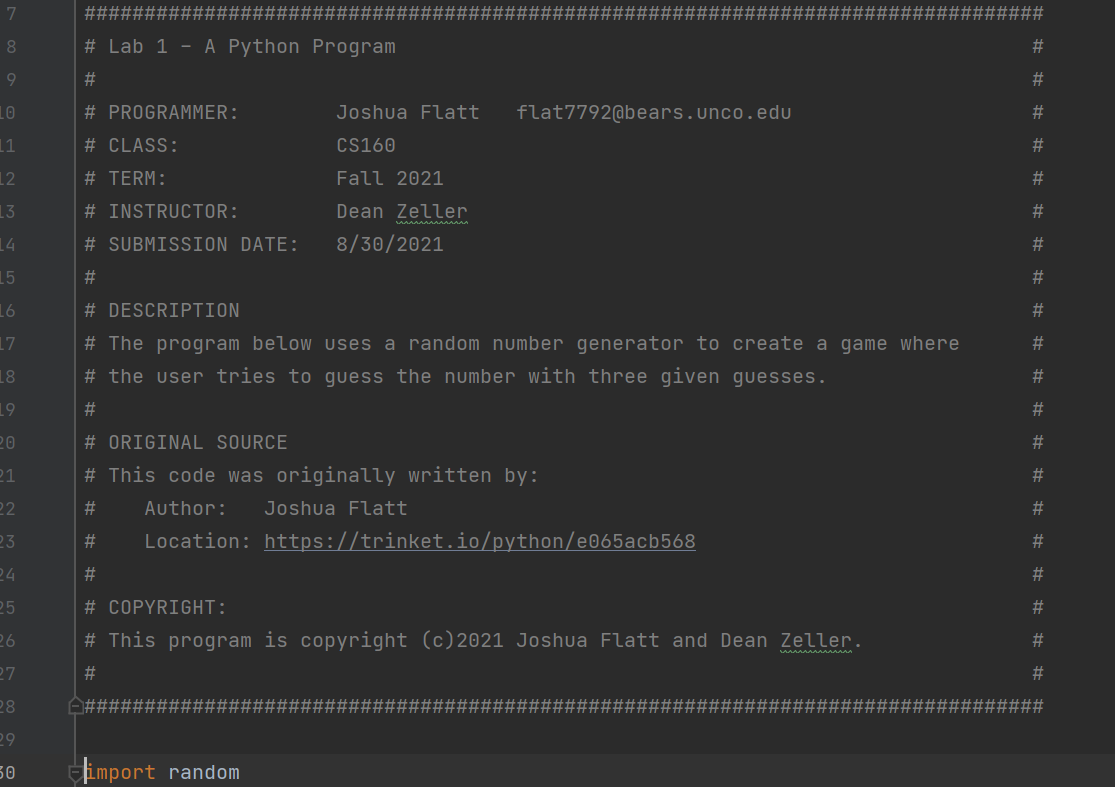 7 ################################################################################
8 # Lab 1 - A Python Program #
9 # #
10 # PROGRAMMER: Joshua Flatt flat7792@bears.unco.edu #
11 # CLASS: CS160 #
12 # TERM: Fall 2021 #
13 # INSTRUCTOR: Dean Zeller #
14 # SUBMISSION DATE: 8/30/2021 #
15 # #
16 # DESCRIPTION #
17 # The program below uses a random number generator to create a game where #
18 # the user tries to guess the number with three given guesses. #
19 # #
20 # ORIGINAL SOURCE #
21 # This code was originally written by: #
22 # Author: Joshua Flatt #
23 # Location: https://trinket.io/python/e065acb568 #
24 # #
25 # COPYRIGHT: #
26 # This program is copyright (c)2021 Joshua Flatt and Dean Zeller. #
27 # #
28 ################################################################################
29
30 import random